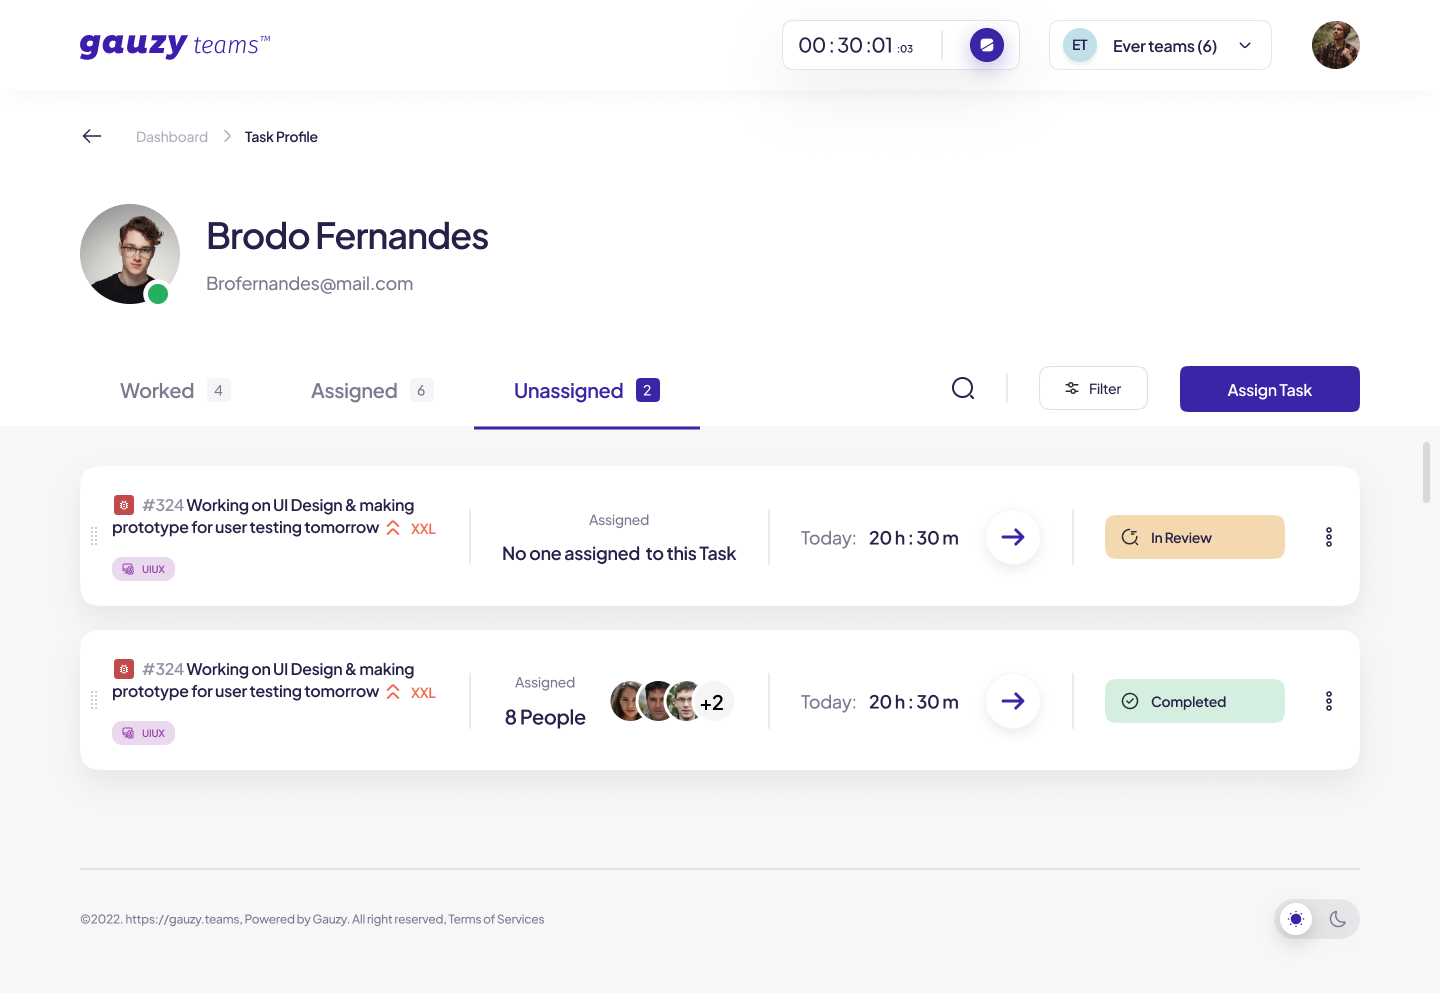 gauzy teams™
00 : 30 : 01 :03
ET Ever teams (6)
Dashboard Task Profile
Brodo Fernandes
Brofernandes@mail.com
Worked 4 Assigned 6 Unassigned 2 Filter Assign Task
#324 Working on UI Design & making
prototype for user testing tomorrow XXL
UIUX
Assigned
No one assigned to this Task
Today: 20 h : 30 m
In Review
#324 Working on UI Design & making
prototype for user testing tomorrow XXL
UIUX
Assigned
8 People
+2
Today: 20 h : 30 m
Completed
©2022. https://gauzy.teams, Powered by Gauzy. All right reserved, Terms of Services